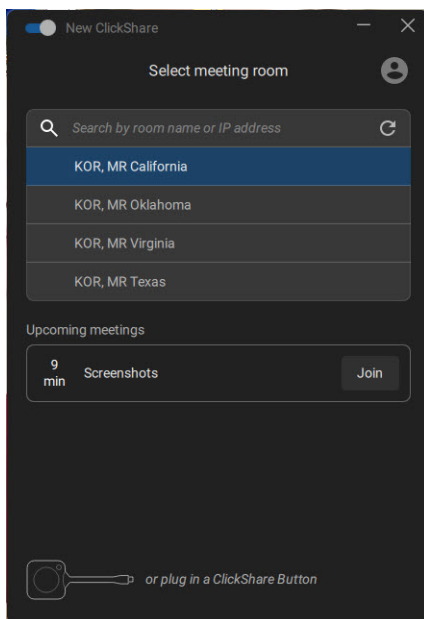 New ClickShare
Select meeting room
Search by room name or IP address
KOR, MR California
KOR, MR Oklahoma
KOR, MR Virginia
KOR, MR Texas
Upcoming meetings
9
min
Screenshots
Join
or plug in a ClickShare Button